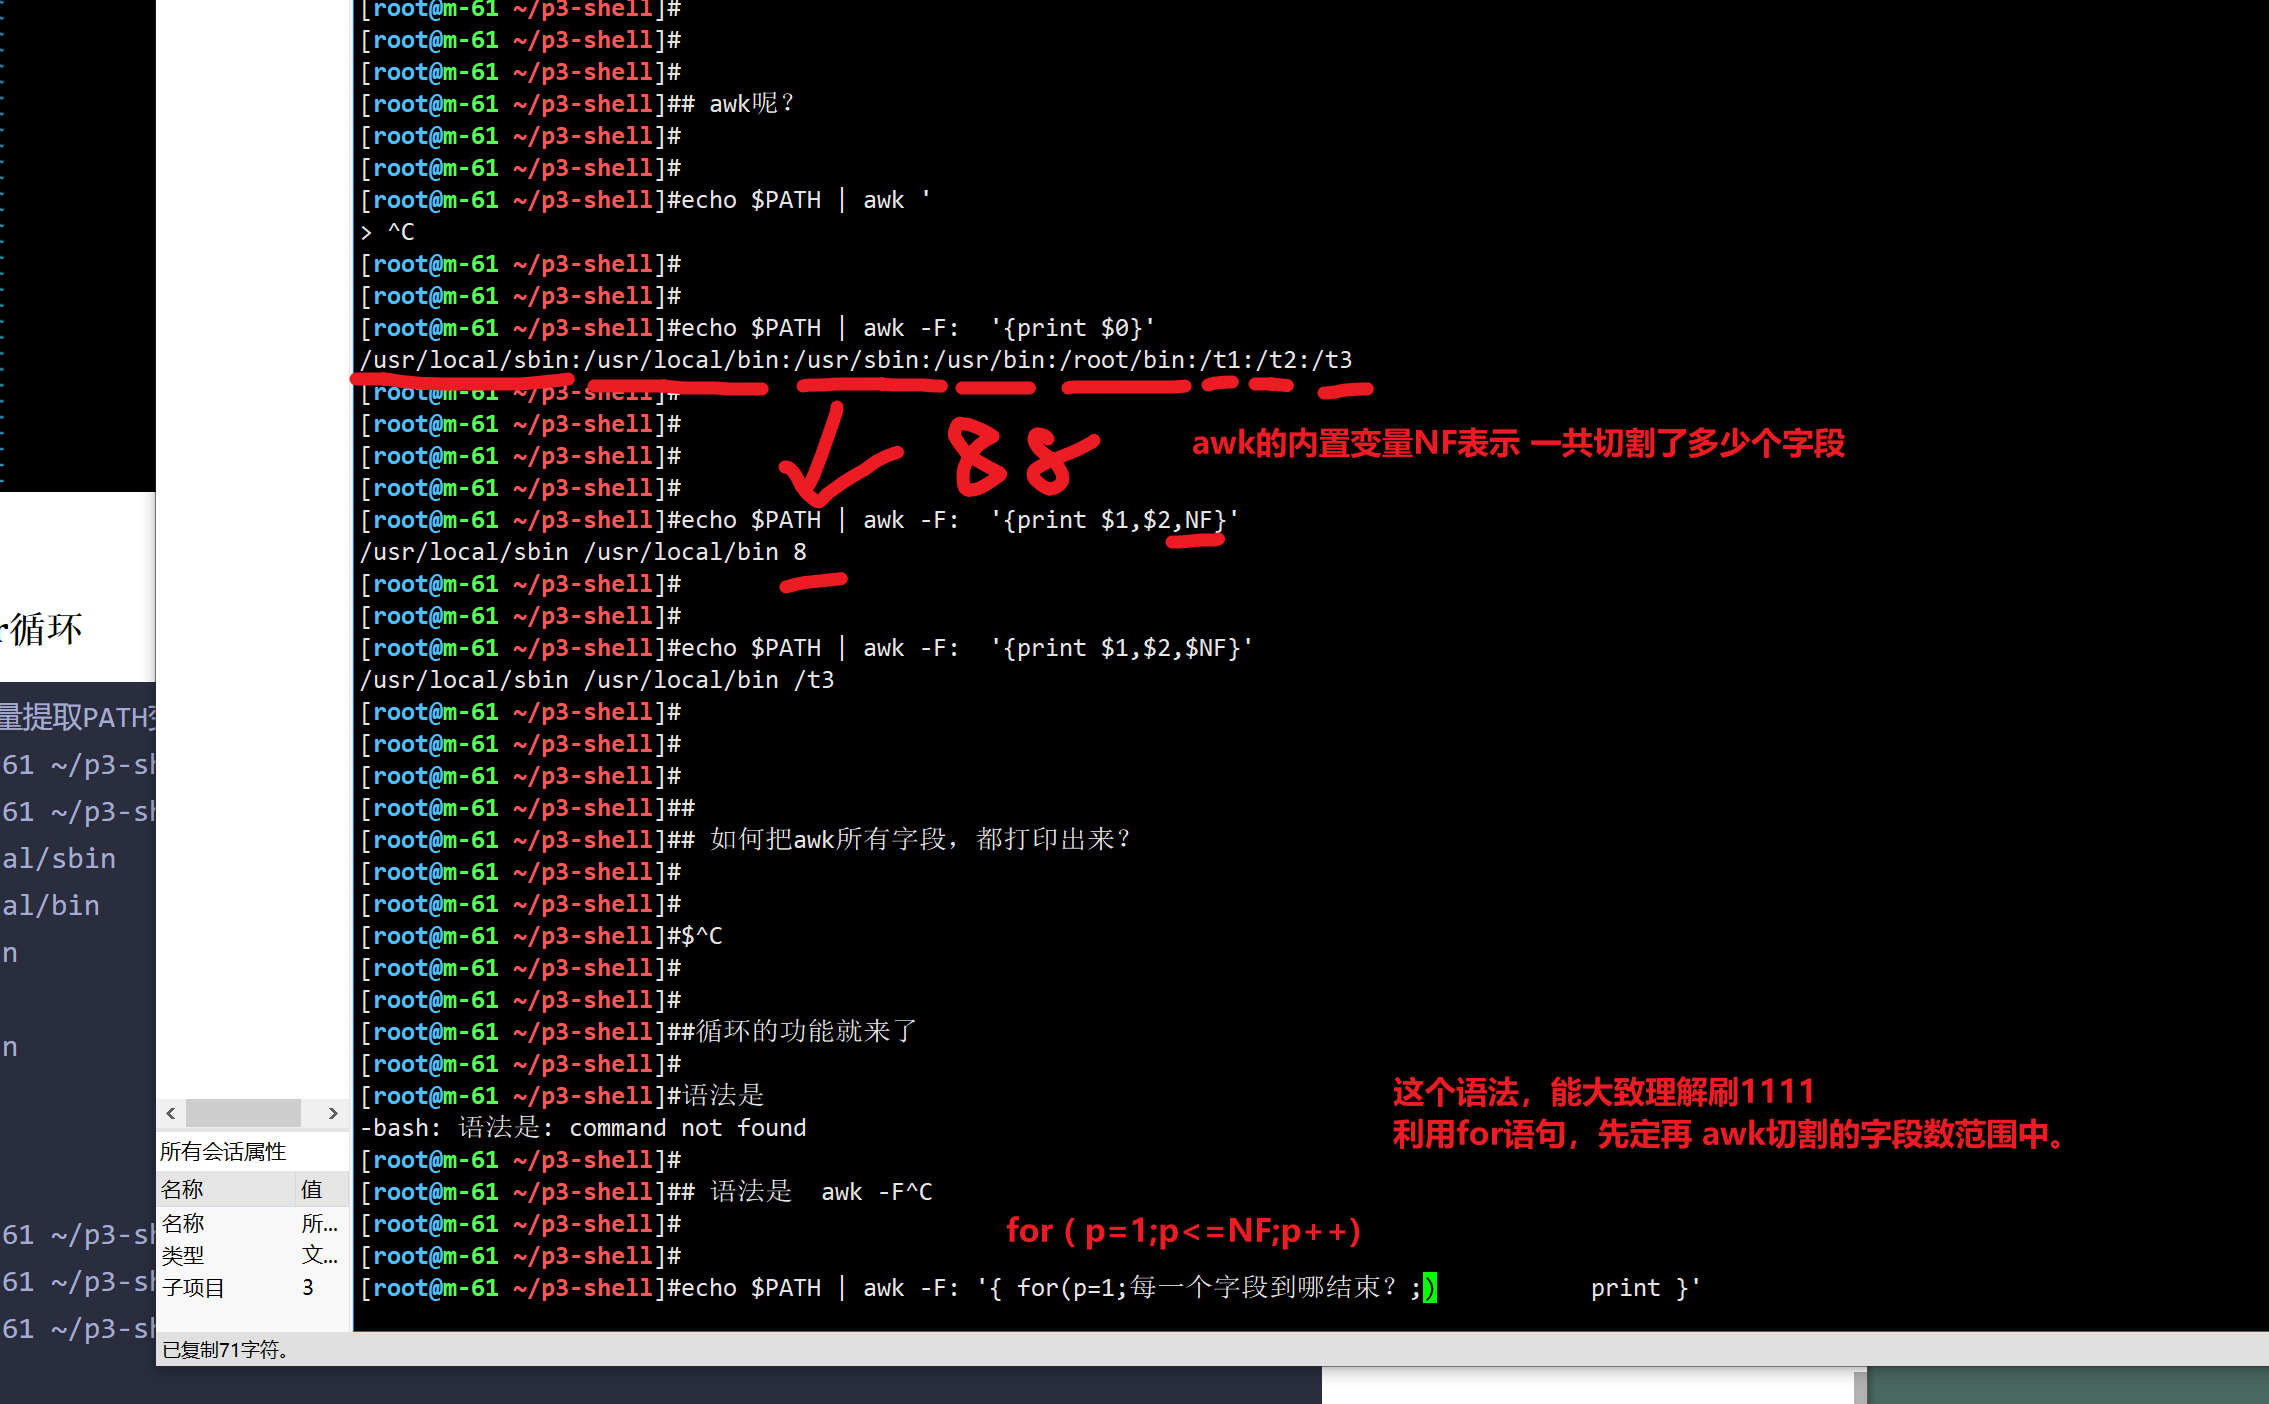 [root@m-61 ~/p3-shell]#
[root@m-61 ~/p3-shell]#
[root@m-61 ~/p3-shell]#
[root@m-61 ~/p3-shell]## awk呢？
[root@m-61 ~/p3-shell]#
[root@m-61 ~/p3-shell]#
[root@m-61 ~/p3-shell]#echo $PATH | awk '
> ^C
[root@m-61 ~/p3-shell]#
[root@m-61 ~/p3-shell]#
[root@m-61 ~/p3-shell]#echo $PATH | awk -F:  '{print $0}'
/usr/local/sbin:/usr/local/bin:/usr/sbin:/usr/bin:/root/bin:/t1:/t2:/t3
[root@m-61 ~/p3-shell]#
[root@m-61 ~/p3-shell]#
[root@m-61 ~/p3-shell]#
[root@m-61 ~/p3-shell]#
88
awk的内置变量NF表示 一共切割了多少个字段
[root@m-61 ~/p3-shell]#echo $PATH | awk -F:  '{print $1,$2,NF}'
/usr/local/sbin /usr/local/bin 8
[root@m-61 ~/p3-shell]#
[root@m-61 ~/p3-shell]#
[root@m-61 ~/p3-shell]#echo $PATH | awk -F:  '{print $1,$2,$NF}'
/usr/local/sbin /usr/local/bin /t3
[root@m-61 ~/p3-shell]#
[root@m-61 ~/p3-shell]#
[root@m-61 ~/p3-shell]#
[root@m-61 ~/p3-shell]##
[root@m-61 ~/p3-shell]## 如何把awk所有字段，都打印出来？
[root@m-61 ~/p3-shell]#
[root@m-61 ~/p3-shell]#
[root@m-61 ~/p3-shell]#$^C
[root@m-61 ~/p3-shell]#
[root@m-61 ~/p3-shell]#
[root@m-61 ~/p3-shell]##循环的功能就来了
[root@m-61 ~/p3-shell]#
[root@m-61 ~/p3-shell]#语法是
-bash: 语法是: command not found
[root@m-61 ~/p3-shell]#
[root@m-61 ~/p3-shell]## 语法是  awk -F^C
[root@m-61 ~/p3-shell]#
[root@m-61 ~/p3-shell]#
这个语法，能大致理解刷1111
利用for语句，先定再 awk切割的字段数范围中。
for ( p=1;p<=NF;p++)
[root@m-61 ~/p3-shell]#echo $PATH | awk -F: '{ for(p=1;每一个字段到哪结束？;)           print }'
r循环
量提取PATH
61 ~/p3-sh
61 ~/p3-sh
al/sbin
al/bin
n
n
61 ~/p3-sh
61 ~/p3-sh
61 ~/p3-sh
所有会话属性
名称 值
名称 所...
类型 文...
子项目 3
已复制71字符。